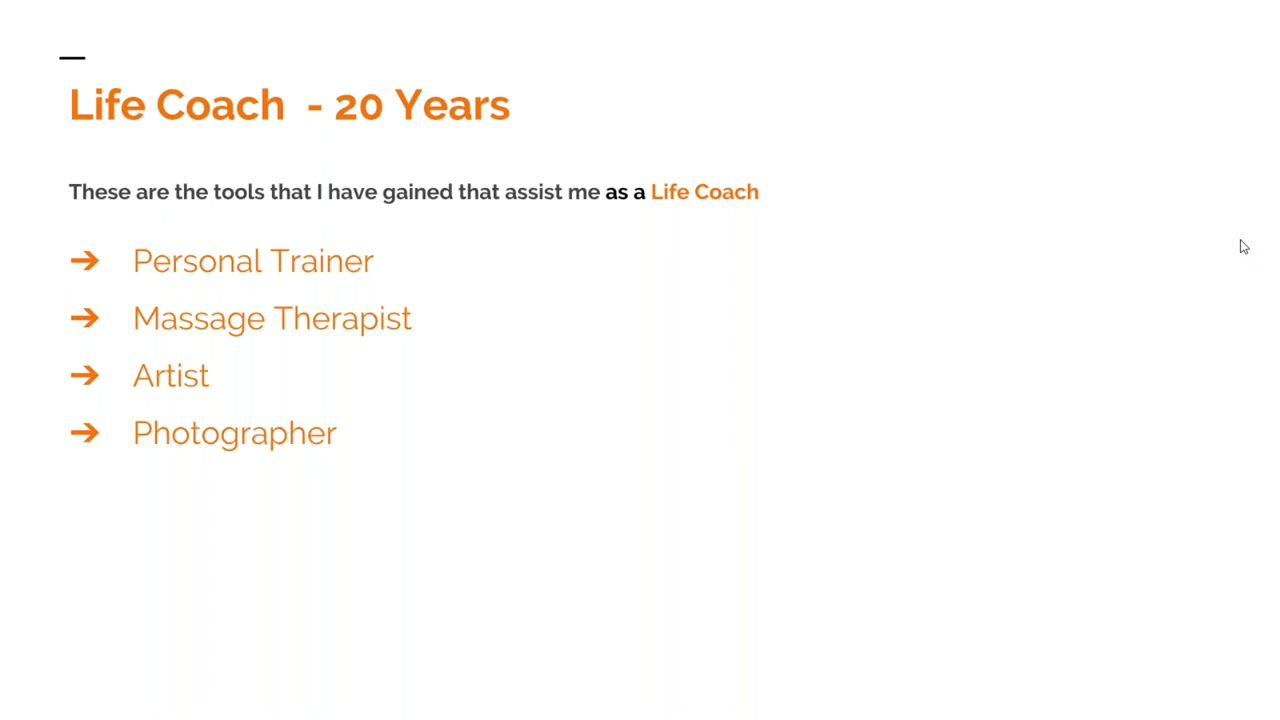 Life Coach  - 20 Years
These are the tools that I have gained that assist me as a Life Coach
➔ Personal Trainer
➔ Massage Therapist
➔ Artist
➔ Photographer